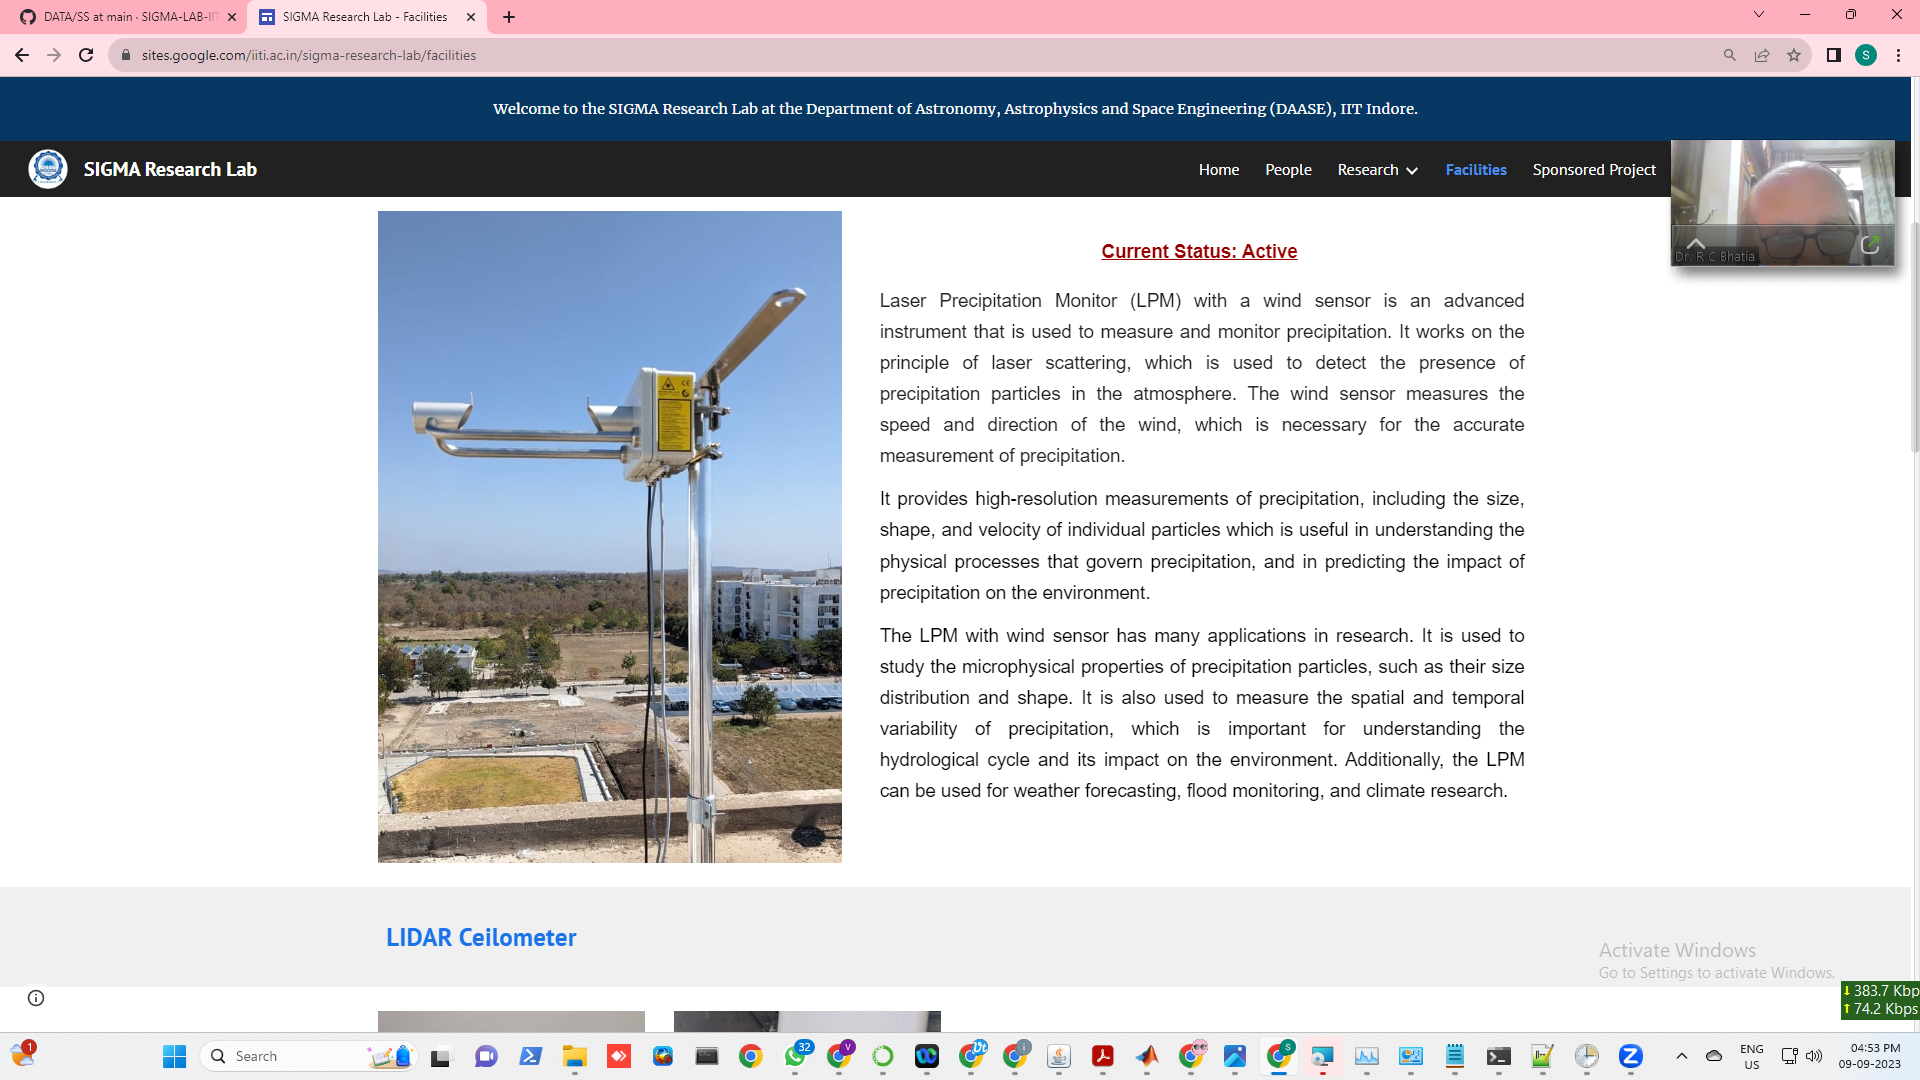 DATA/SS at main · SIGMA-LAB-IIT
SIGMA Research Lab - Facilities
sites.google.com/iiti.ac.in/sigma-research-lab/facilities
S
Welcome to the SIGMA Research Lab at the Department of Astronomy, Astrophysics and Space Engineering (DAASE), IIT Indore.
SIGMA Research Lab
Home
People
Research
Facilities
Sponsored Project
Dr. R C Bhatia
Current Status: Active
Laser Precipitation Monitor (LPM) with a wind sensor is an advanced
instrument that is used to measure and monitor precipitation. It works on the
principle of laser scattering, which is used to detect the presence of
precipitation particles in the atmosphere. The wind sensor measures the
speed and direction of the wind, which is necessary for the accurate
measurement of precipitation.
It provides high-resolution measurements of precipitation, including the size,
shape, and velocity of individual particles which is useful in understanding the
physical processes that govern precipitation, and in predicting the impact of
precipitation on the environment.
The LPM with wind sensor has many applications in research. It is used to
study the microphysical properties of precipitation particles, such as their size
distribution and shape. It is also used to measure the spatial and temporal
variability of precipitation, which is important for understanding the
hydrological cycle and its impact on the environment. Additionally, the LPM
can be used for weather forecasting, flood monitoring, and climate research.
LIDAR Ceilometer
Activate Windows
Go to Settings to activate Windows.
383.7 Kbp
74.2 Kbps
1
Search
32
V
S
ENG
US
04:53 PM
09-09-2023